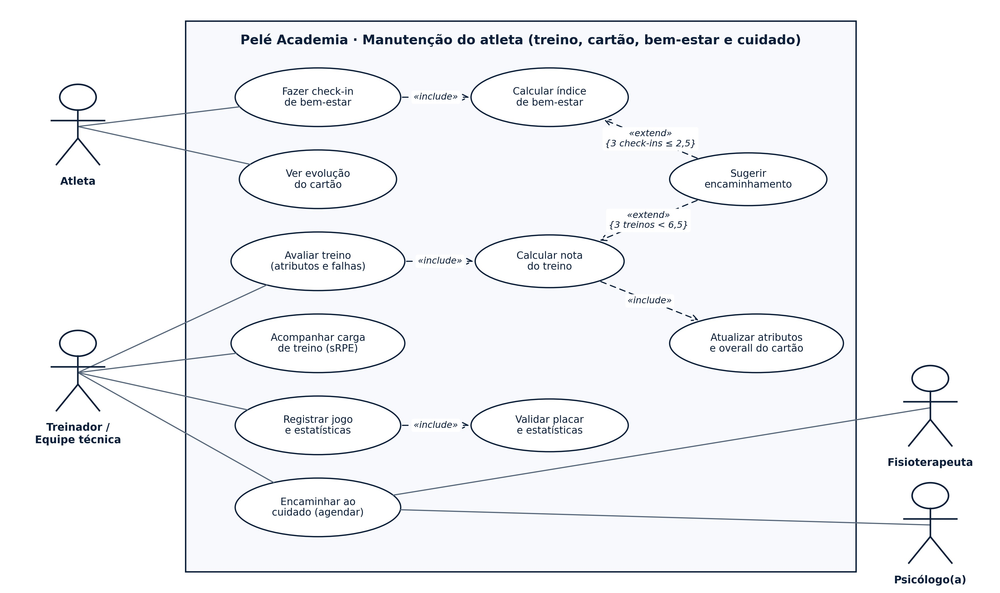 Pelé Academia · Manutenção do atleta (treino, cartão, bem-estar e cuidado)
Fazer check-in
de bem-estar
«include»
Calcular índice
de bem-estar
«extend»
{3 check-ins ≤ 2,5}
Atleta
Ver evolução
do cartão
Sugerir
encaminhamento
«extend»
{3 treinos < 6,5}
Avaliar treino
(atributos e falhas)
«include»
Calcular nota
do treino
«include»
Acompanhar carga
de treino (sRPE)
Atualizar atributos
e overall do cartão
Treinador /
Equipe técnica
Registrar jogo
e estatísticas
«include»
Validar placar
e estatísticas
Fisioterapeuta
Encaminhar ao
cuidado (agendar)
Psicólogo(a)